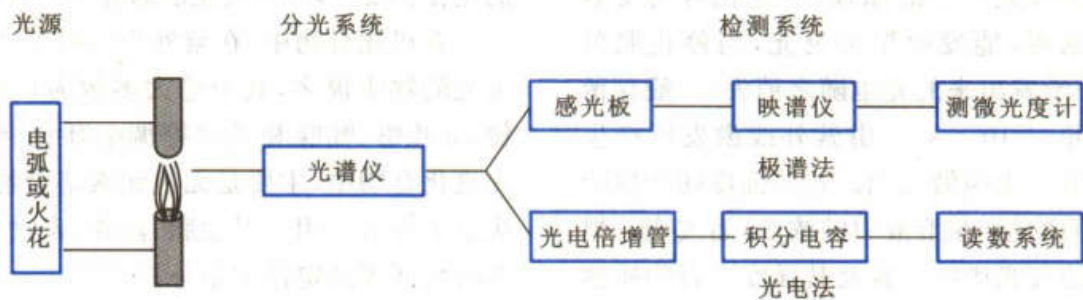 光源
分光系统
检测系统
电弧或火花
光谱仪
感光板
映谱仪
测微光度计
极谱法
光电倍增管
积分电容
读数系统
光电法